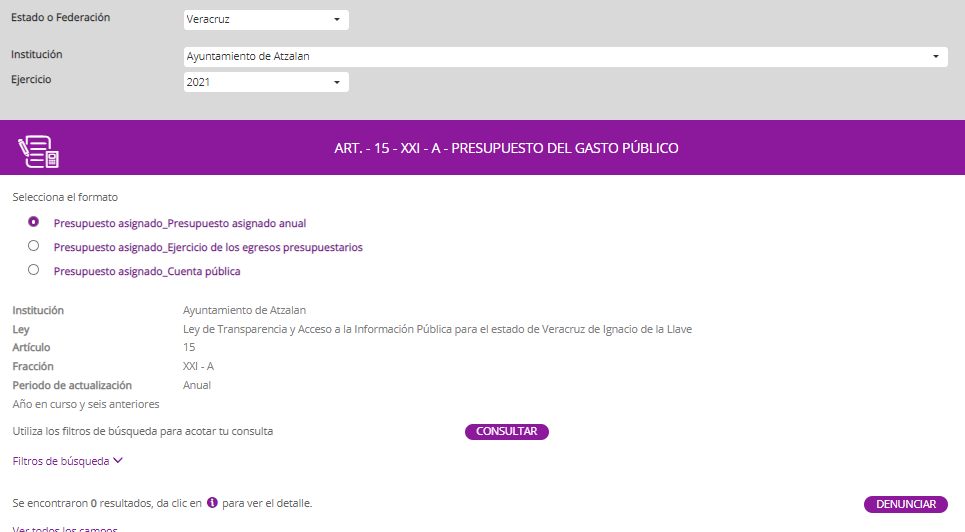 Estado o Federación Veracruz
Institución Ayuntamiento de Atzalan
Ejercicio 2021
ART. - 15 - XXI - A - PRESUPUESTO DEL GASTO PÚBLICO
Selecciona el formato
Presupuesto asignado_Presupuesto asignado anual
Presupuesto asignado_Ejercicio de los egresos presupuestarios
Presupuesto asignado_Cuenta pública
Institución Ayuntamiento de Atzalan
Ley Ley de Transparencia y Acceso a la Información Pública para el estado de Veracruz de Ignacio de la Llave
Artículo 15
Fracción XXI - A
Periodo de actualización Anual
Año en curso y seis anteriores
Utiliza los filtros de búsqueda para acotar tu consulta CONSULTAR
Filtros de búsqueda
Se encontraron 0 resultados, da clic en i para ver el detalle. DENUNCIAR
Ver todos los campos